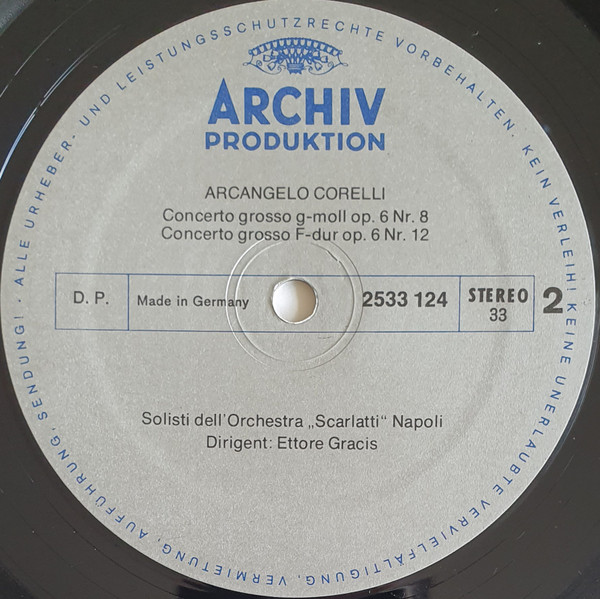 ALLE URHEBER- UND LEISTUNGSSCHUTZRECHTE VORBEHALTEN. KEIN VERLEIH! KEINE UNERLAUBTE VERVIELFÄLTIGUNG, VERMIETUNG, AUFFÜHRUNG, SENDUNG! ·
ARCHIV
PRODUKTION
ARCANGELO CORELLI
Concerto grosso g-moll op. 6 Nr. 8
Concerto grosso F-dur op. 6 Nr. 12
D. P. Made in Germany 2533 124 STEREO 33 2
Solisti dell'Orchestra „Scarlatti“ Napoli
Dirigent: Ettore Gracis